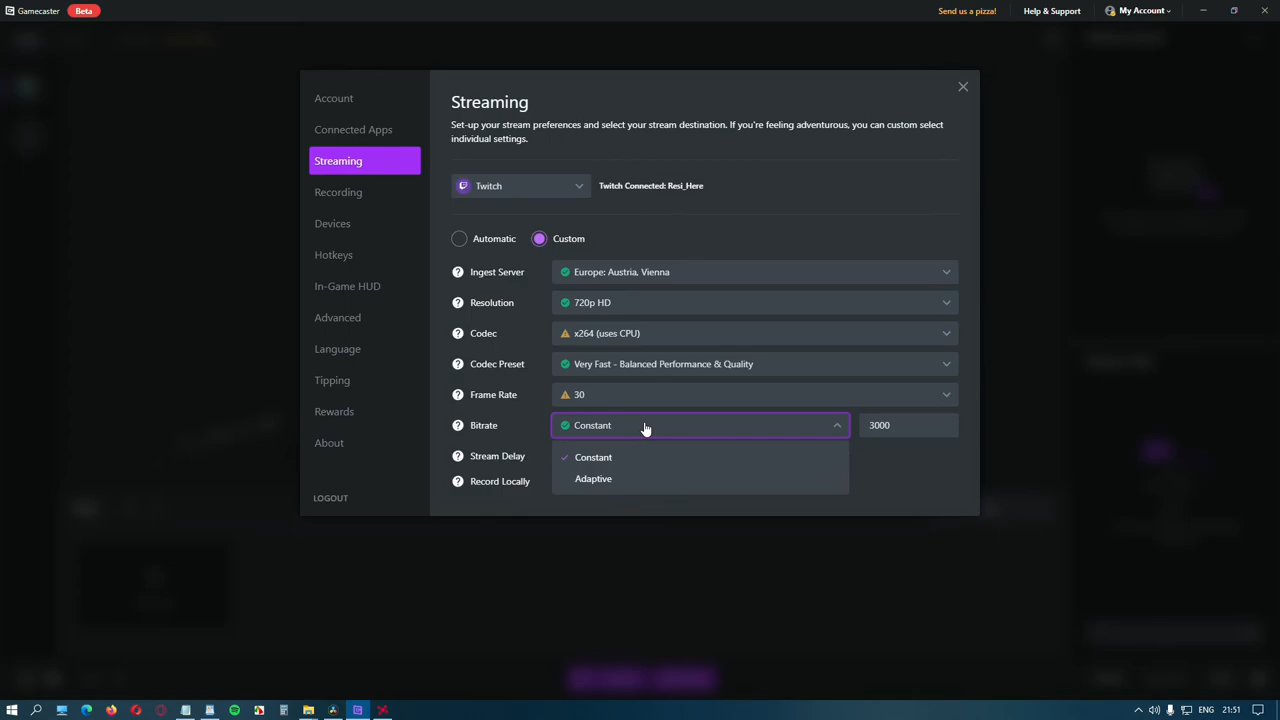 Gamecaster Beta
Send us a pizza! Help & Support My Account
Account
Connected Apps
Streaming
Recording
Devices
Hotkeys
In-Game HUD
Advanced
Language
Tipping
Rewards
About
LOGOUT
Streaming
Set-up your stream preferences and select your stream destination. If you're feeling adventurous, you can custom select
individual settings.
Twitch Twitch Connected: Resi_Here
Automatic Custom
Ingest Server Europe: Austria, Vienna
Resolution 720p HD
Codec x264 (uses CPU)
Codec Preset Very Fast - Balanced Performance & Quality
Frame Rate 30
Bitrate Constant 3000
Stream Delay
Record Locally
Constant
Adaptive
ENG 21:51